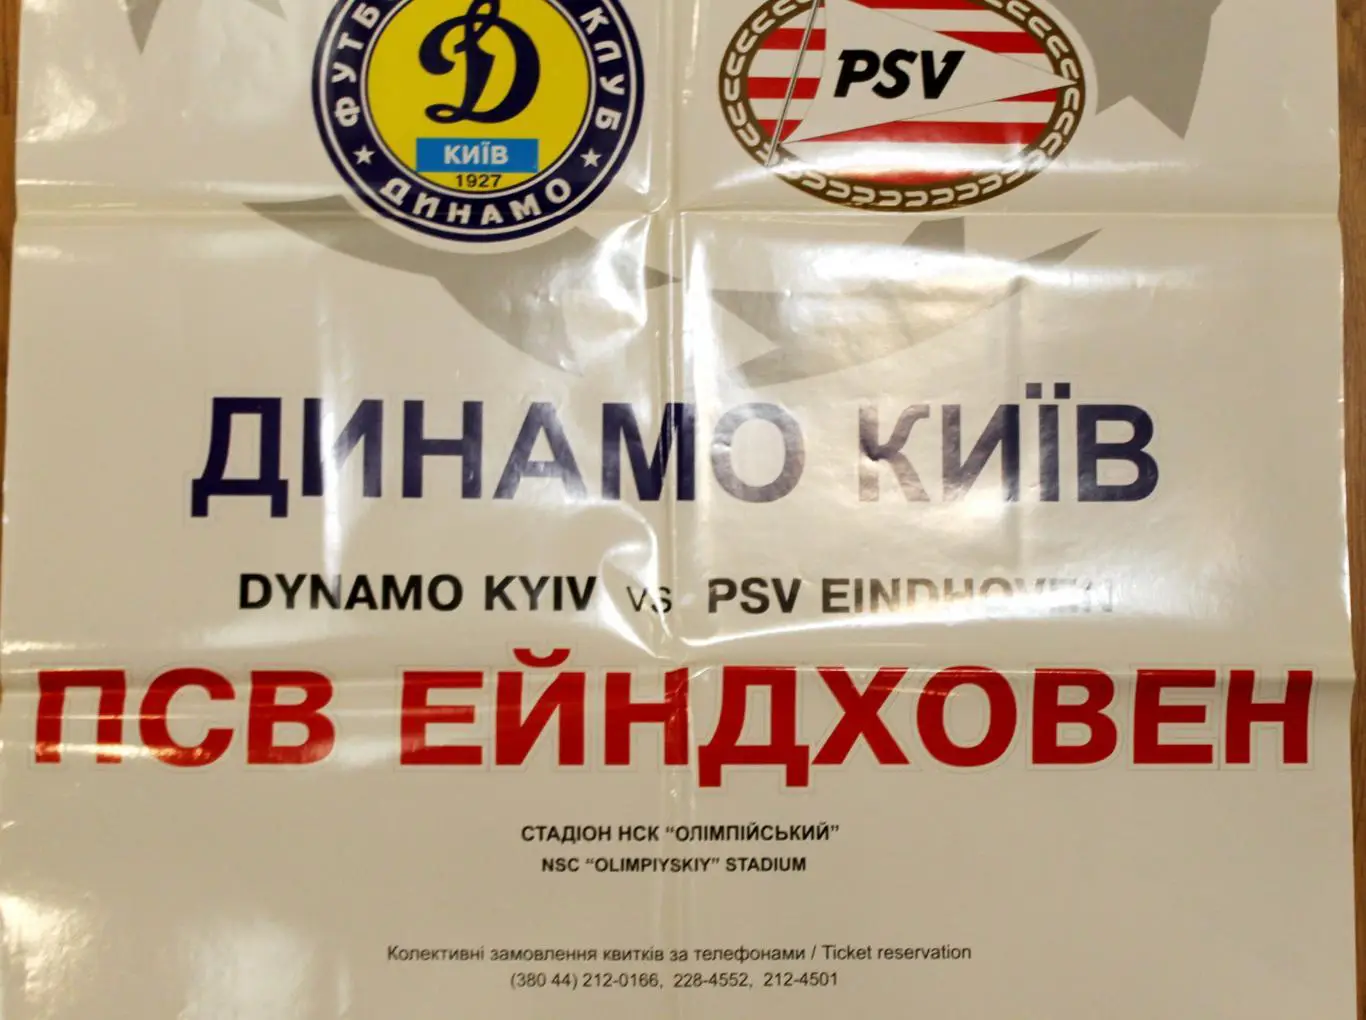 ФУТБ КЛУБ
ДИНАМО
КИЇВ
1927
PSV
ДИНАМО КИЇВ
DYNAMO KYIV VS PSV EINDHOVEN
ПСВ ЕЙНДХОВЕН
СТАДІОН НСК “ОЛІМПІЙСЬКИЙ”
NSC “OLIMPIYSKIY” STADIUM
Колективні замовлення квитків за телефонами / Ticket reservation
(380 44) 212-0166, 228-4552, 212-4501